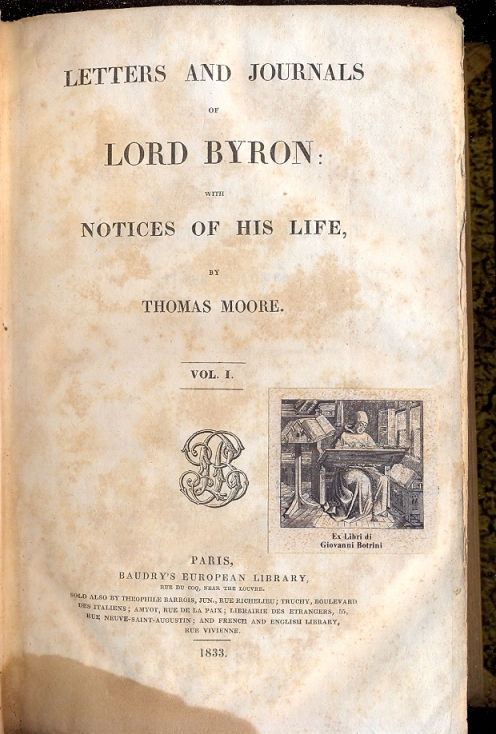 LETTERS AND JOURNALS
OF
LORD BYRON:
WITH
NOTICES OF HIS LIFE,
BY
THOMAS MOORE.
VOL. I.
Ex Libri di
Giovanni Botrini
PARIS,
BAUDRY'S EUROPEAN LIBRARY,
RUE DU COQ, NEAR THE LOUVRE.
SOLD ALSO BY THEOPHILE BARROIS, JUN., RUE RICHELIEU; TRUCHY, BOULEVARD
DES ITALIENS; AMYOT, RUE DE LA PAIX; LIBRAIRIE DES ETRANGERS, 55,
RUE NEUVE-SAINT-AUGUSTIN; AND FRENCH AND ENGLISH LIBRARY,
RUE VIVIENNE.
1833.